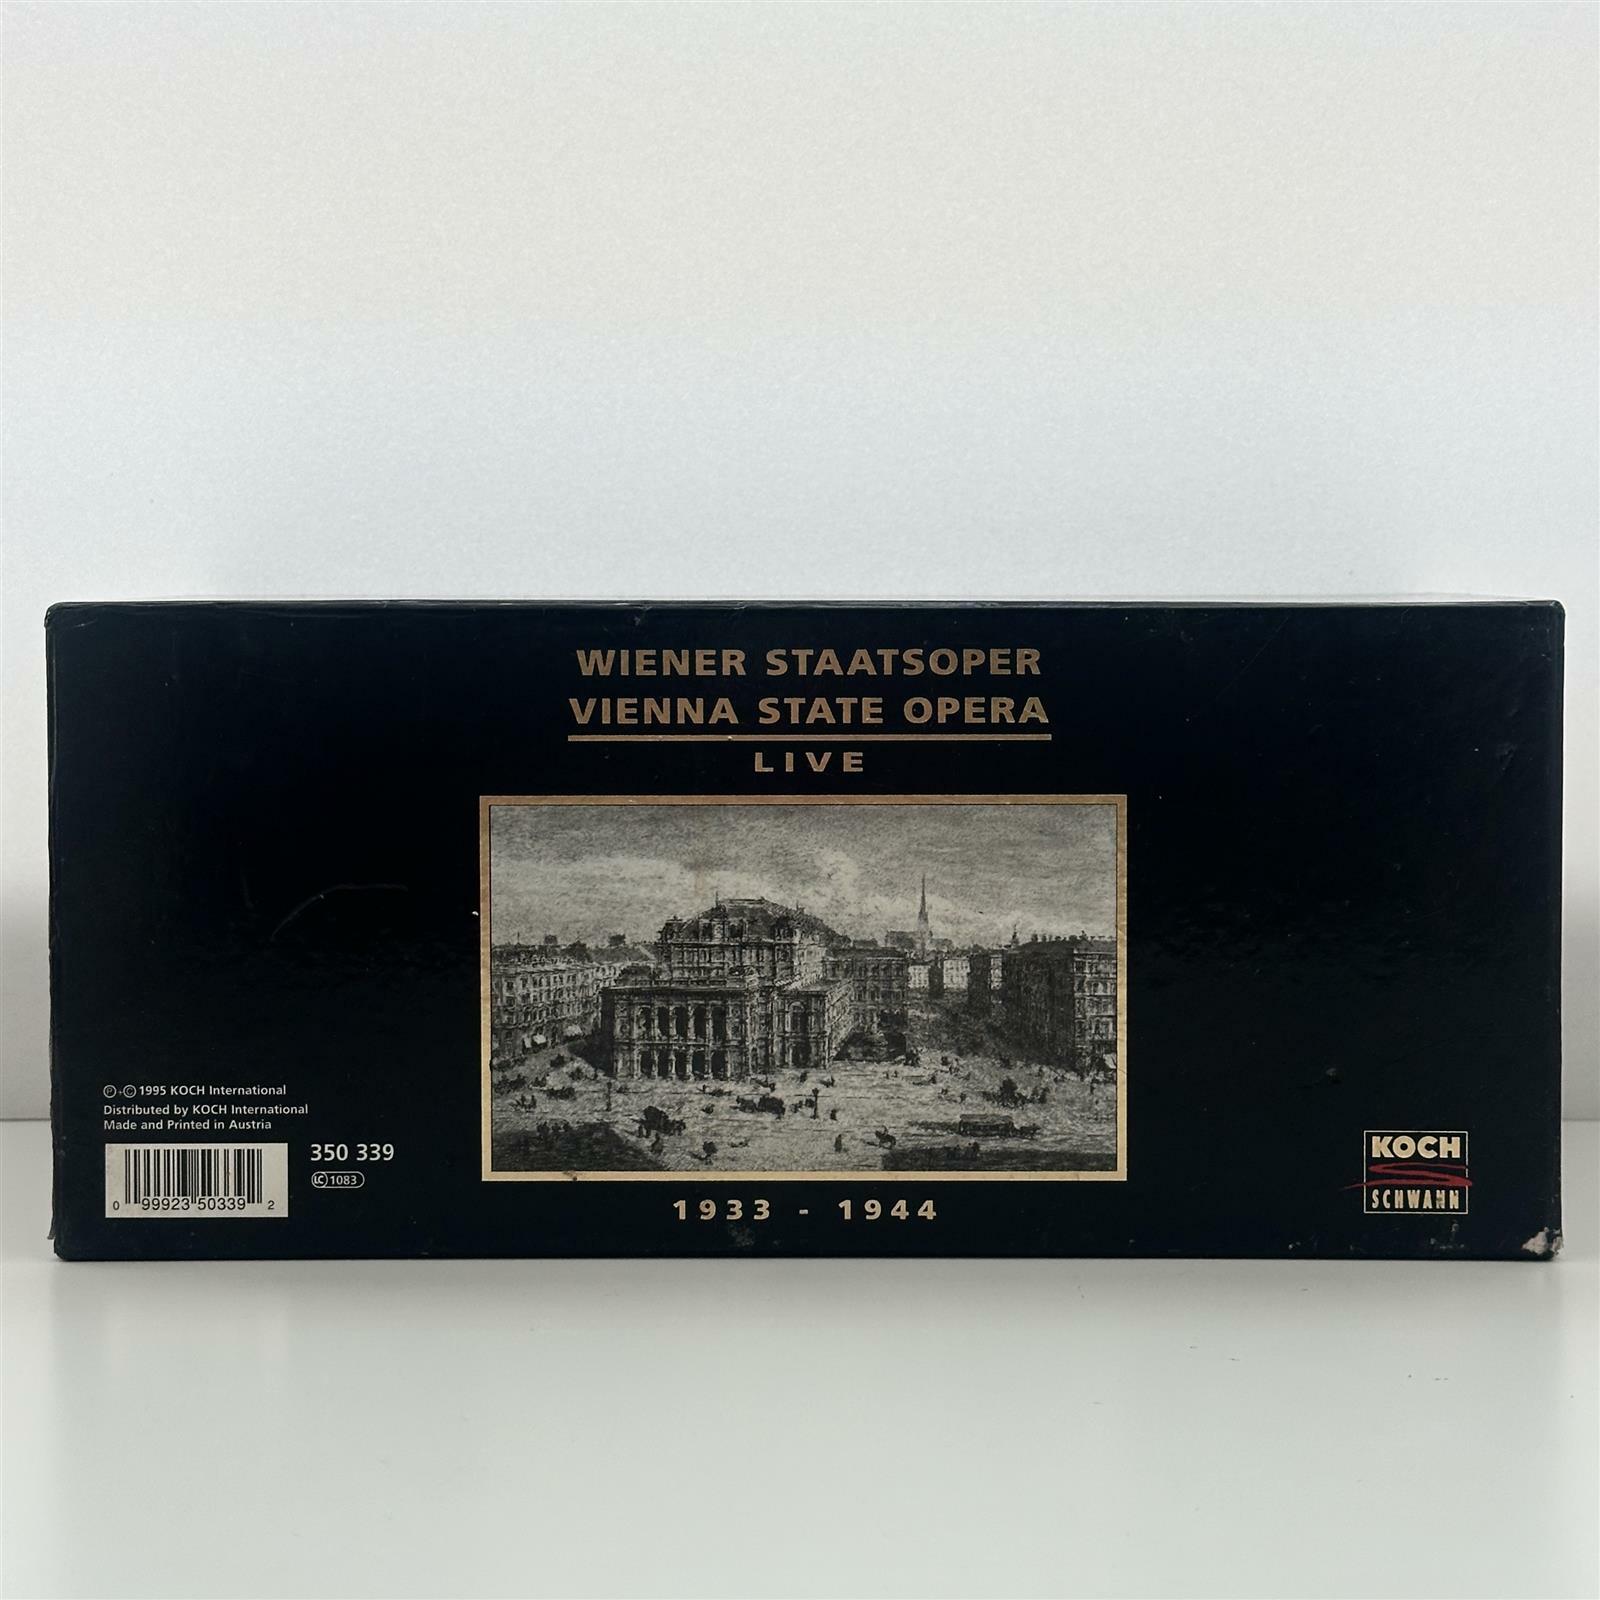 WIENER STAATSOPER
VIENNA STATE OPERA
LIVE
1933 - 1944
℗+© 1995 KOCH International
Distributed by KOCH International
Made and Printed in Austria
350 339
LC 1083
0 99923 50339 2
KOCH
SCHWANN